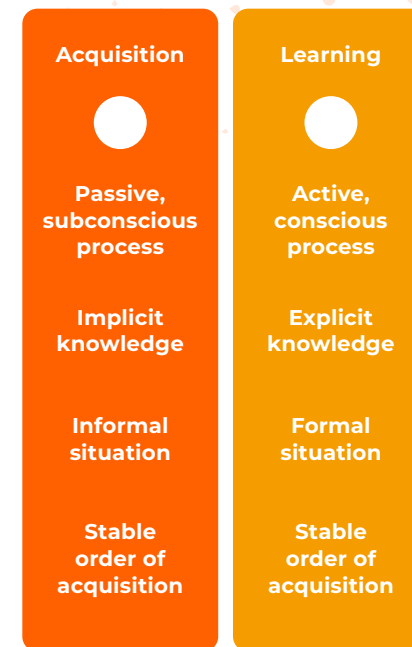 Acquisition
Passive,
subconscious
process
Implicit
knowledge
Informal
situation
Stable
order of
acquisition
Learning
Active,
conscious
process
Explicit
knowledge
Formal
situation
Stable
order of
acquisition